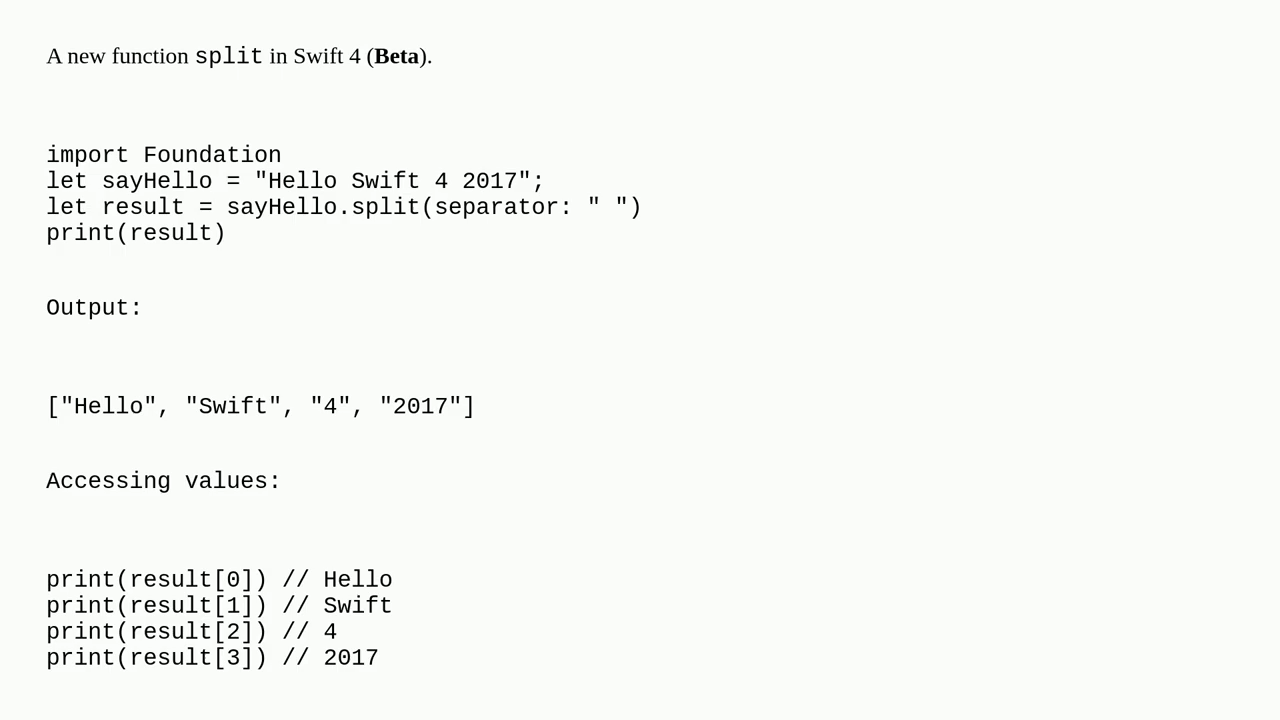 A new function split in Swift 4 (Beta).
import Foundation
let sayHello = "Hello Swift 4 2017";
let result = sayHello.split(separator: " ")
print(result)
Output:
["Hello", "Swift", "4", "2017"]
Accessing values:
print(result[0]) // Hello
print(result[1]) // Swift
print(result[2]) // 4
print(result[3]) // 2017